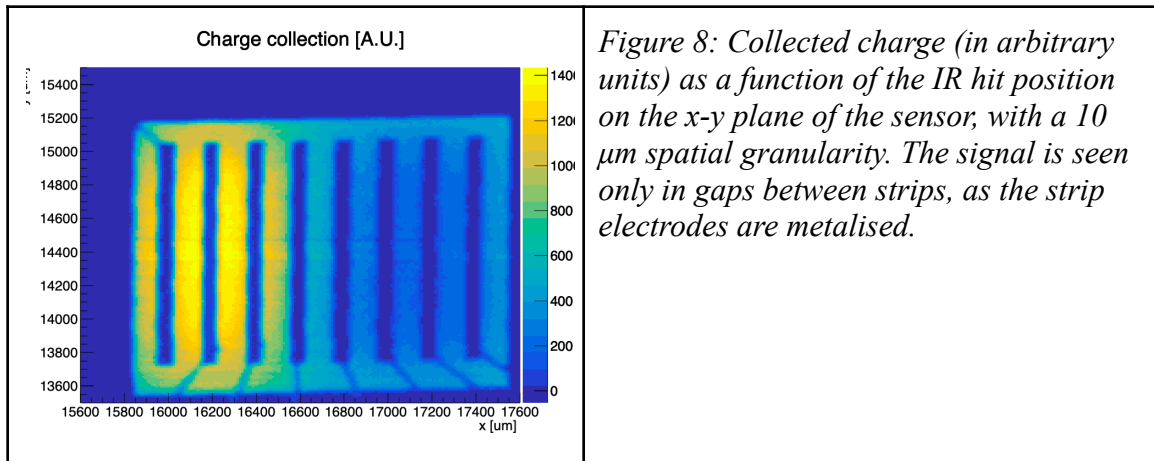 Charge collection [A.U.]
15400
15200
15000
14800
14600
14400
14200
14000
13800
13600
15600 15800 16000 16200 16400 16600 16800 17000 17200 17400 17600
x [um]
1200
1000
800
600
400
200
0
Figure 8: Collected charge (in arbitrary
units) as a function of the IR hit position
on the x-y plane of the sensor, with a 10
μm spatial granularity. The signal is seen
only in gaps between strips, as the strip
electrodes are metalised.